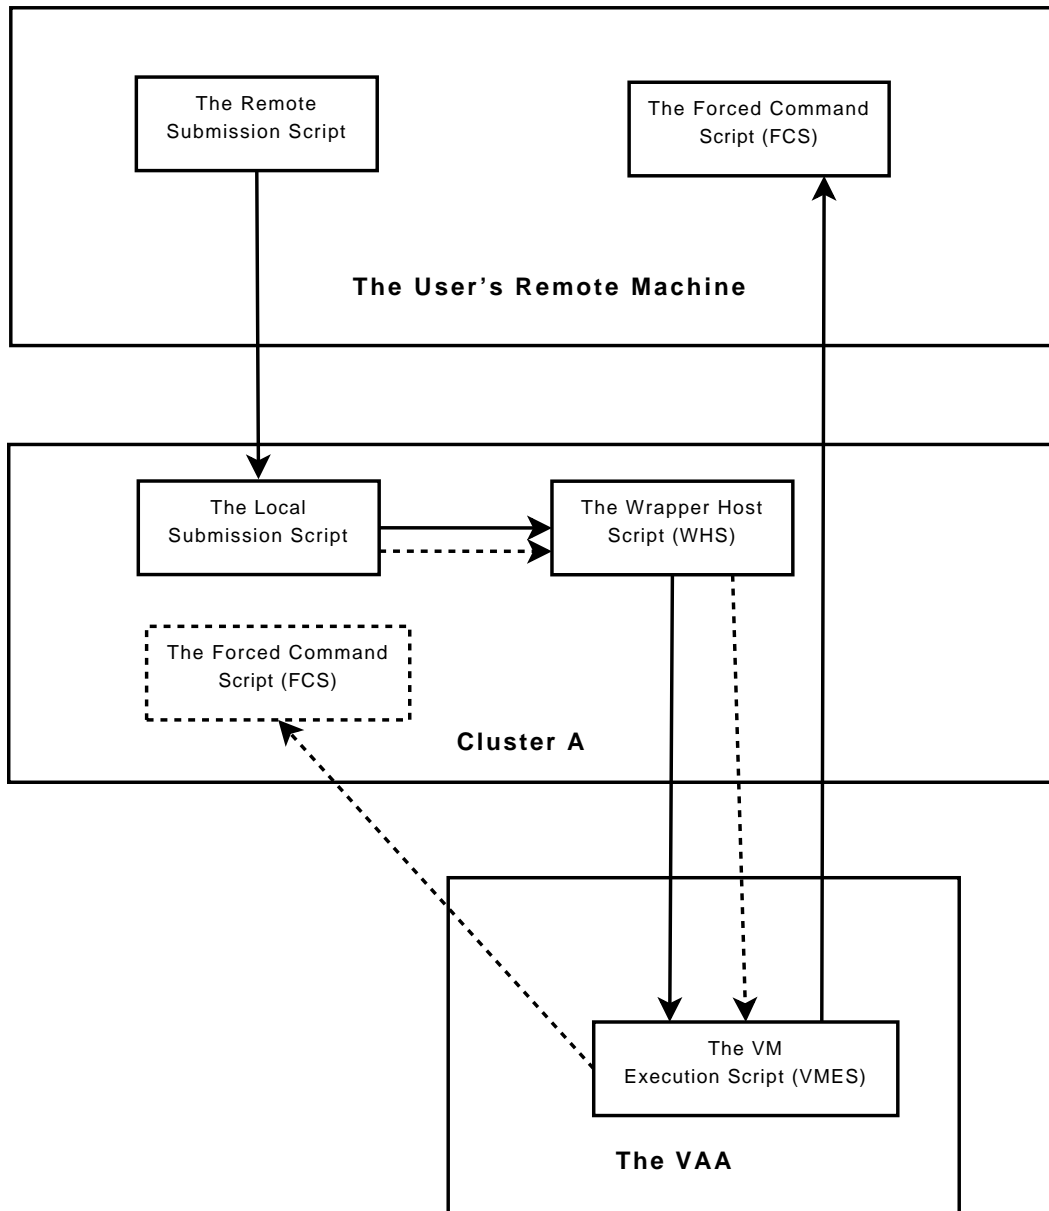 The Remote
Submission Script
The Forced Command
Script (FCS)
The User’s Remote Machine
The Local
Submission Script
The Wrapper Host
Script (WHS)
The Forced Command
Script (FCS)
Cluster A
The VM
Execution Script (VMES)
The VAA